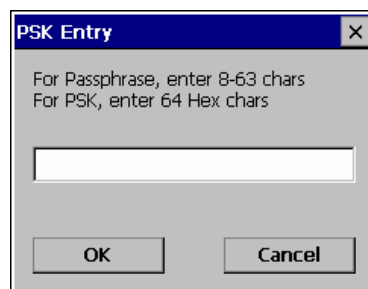 PSK Entry
For Passphrase, enter 8-63 chars
For PSK, enter 64 Hex chars
OK Cancel